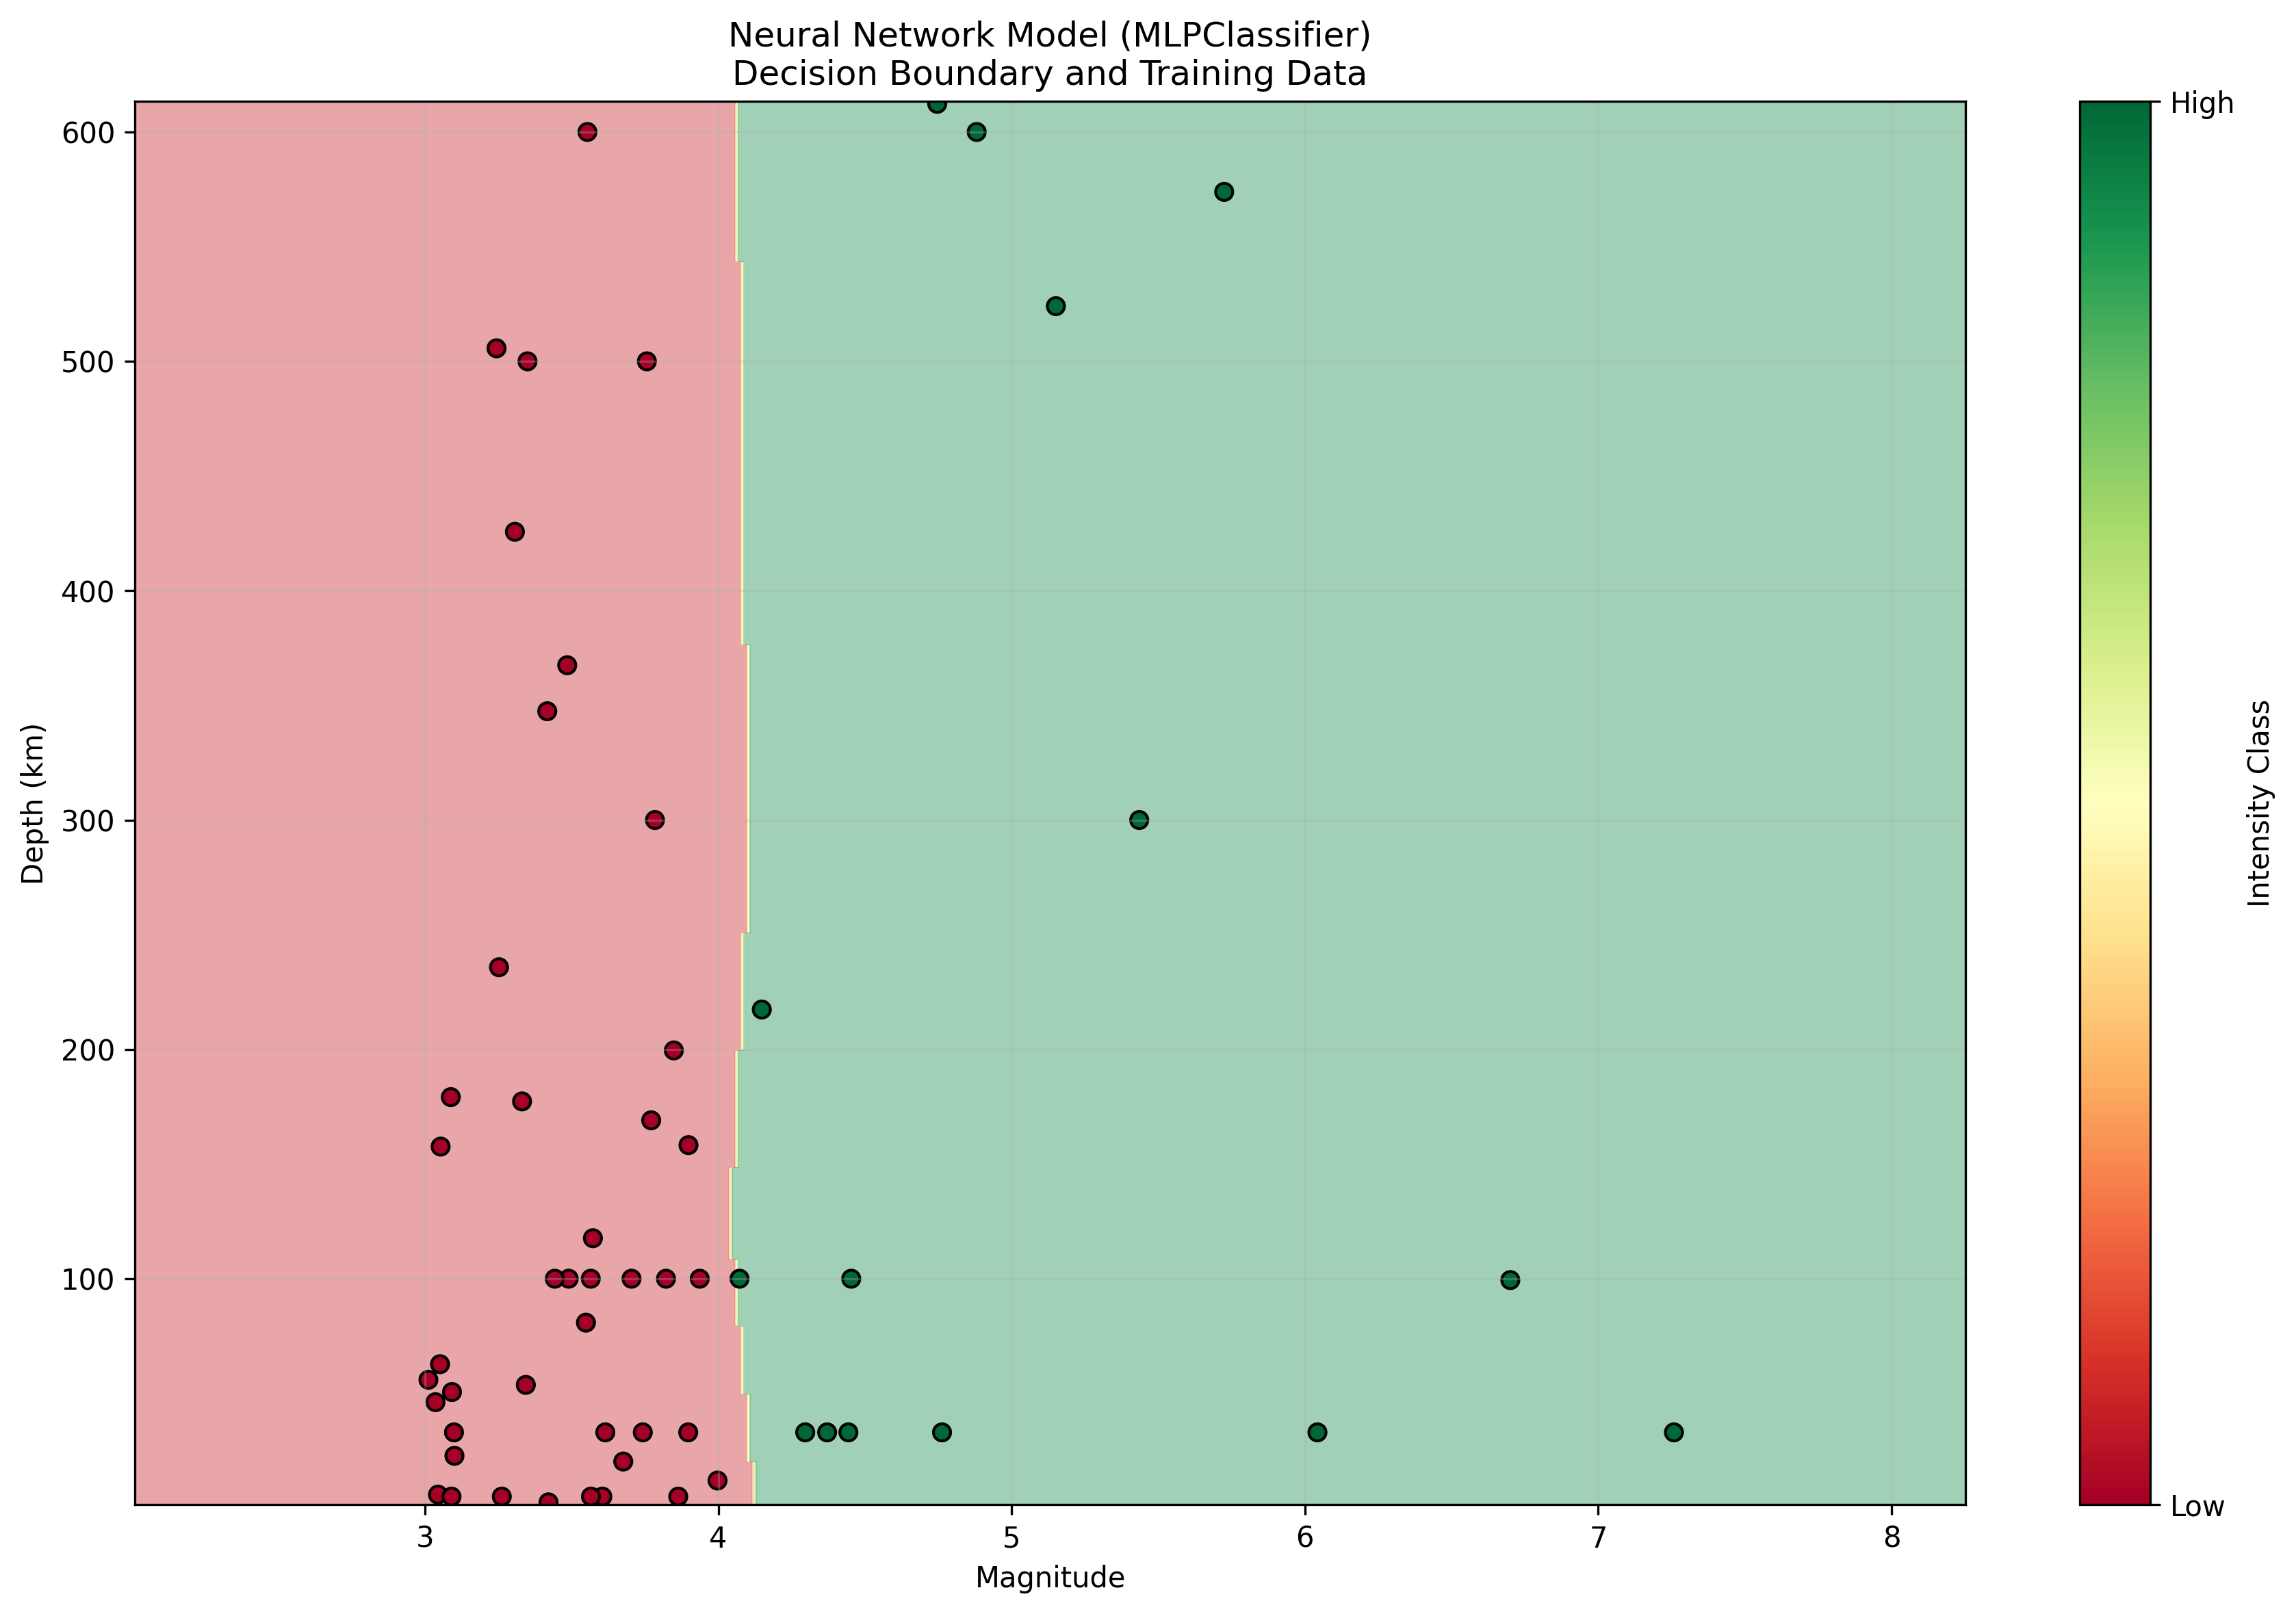 Neural Network Model (MLPClassifier)
Decision Boundary and Training Data
High
600
500
400
300
200
100
Depth (km)
Intensity Class
Low
3 4 5 6 7 8
Magnitude